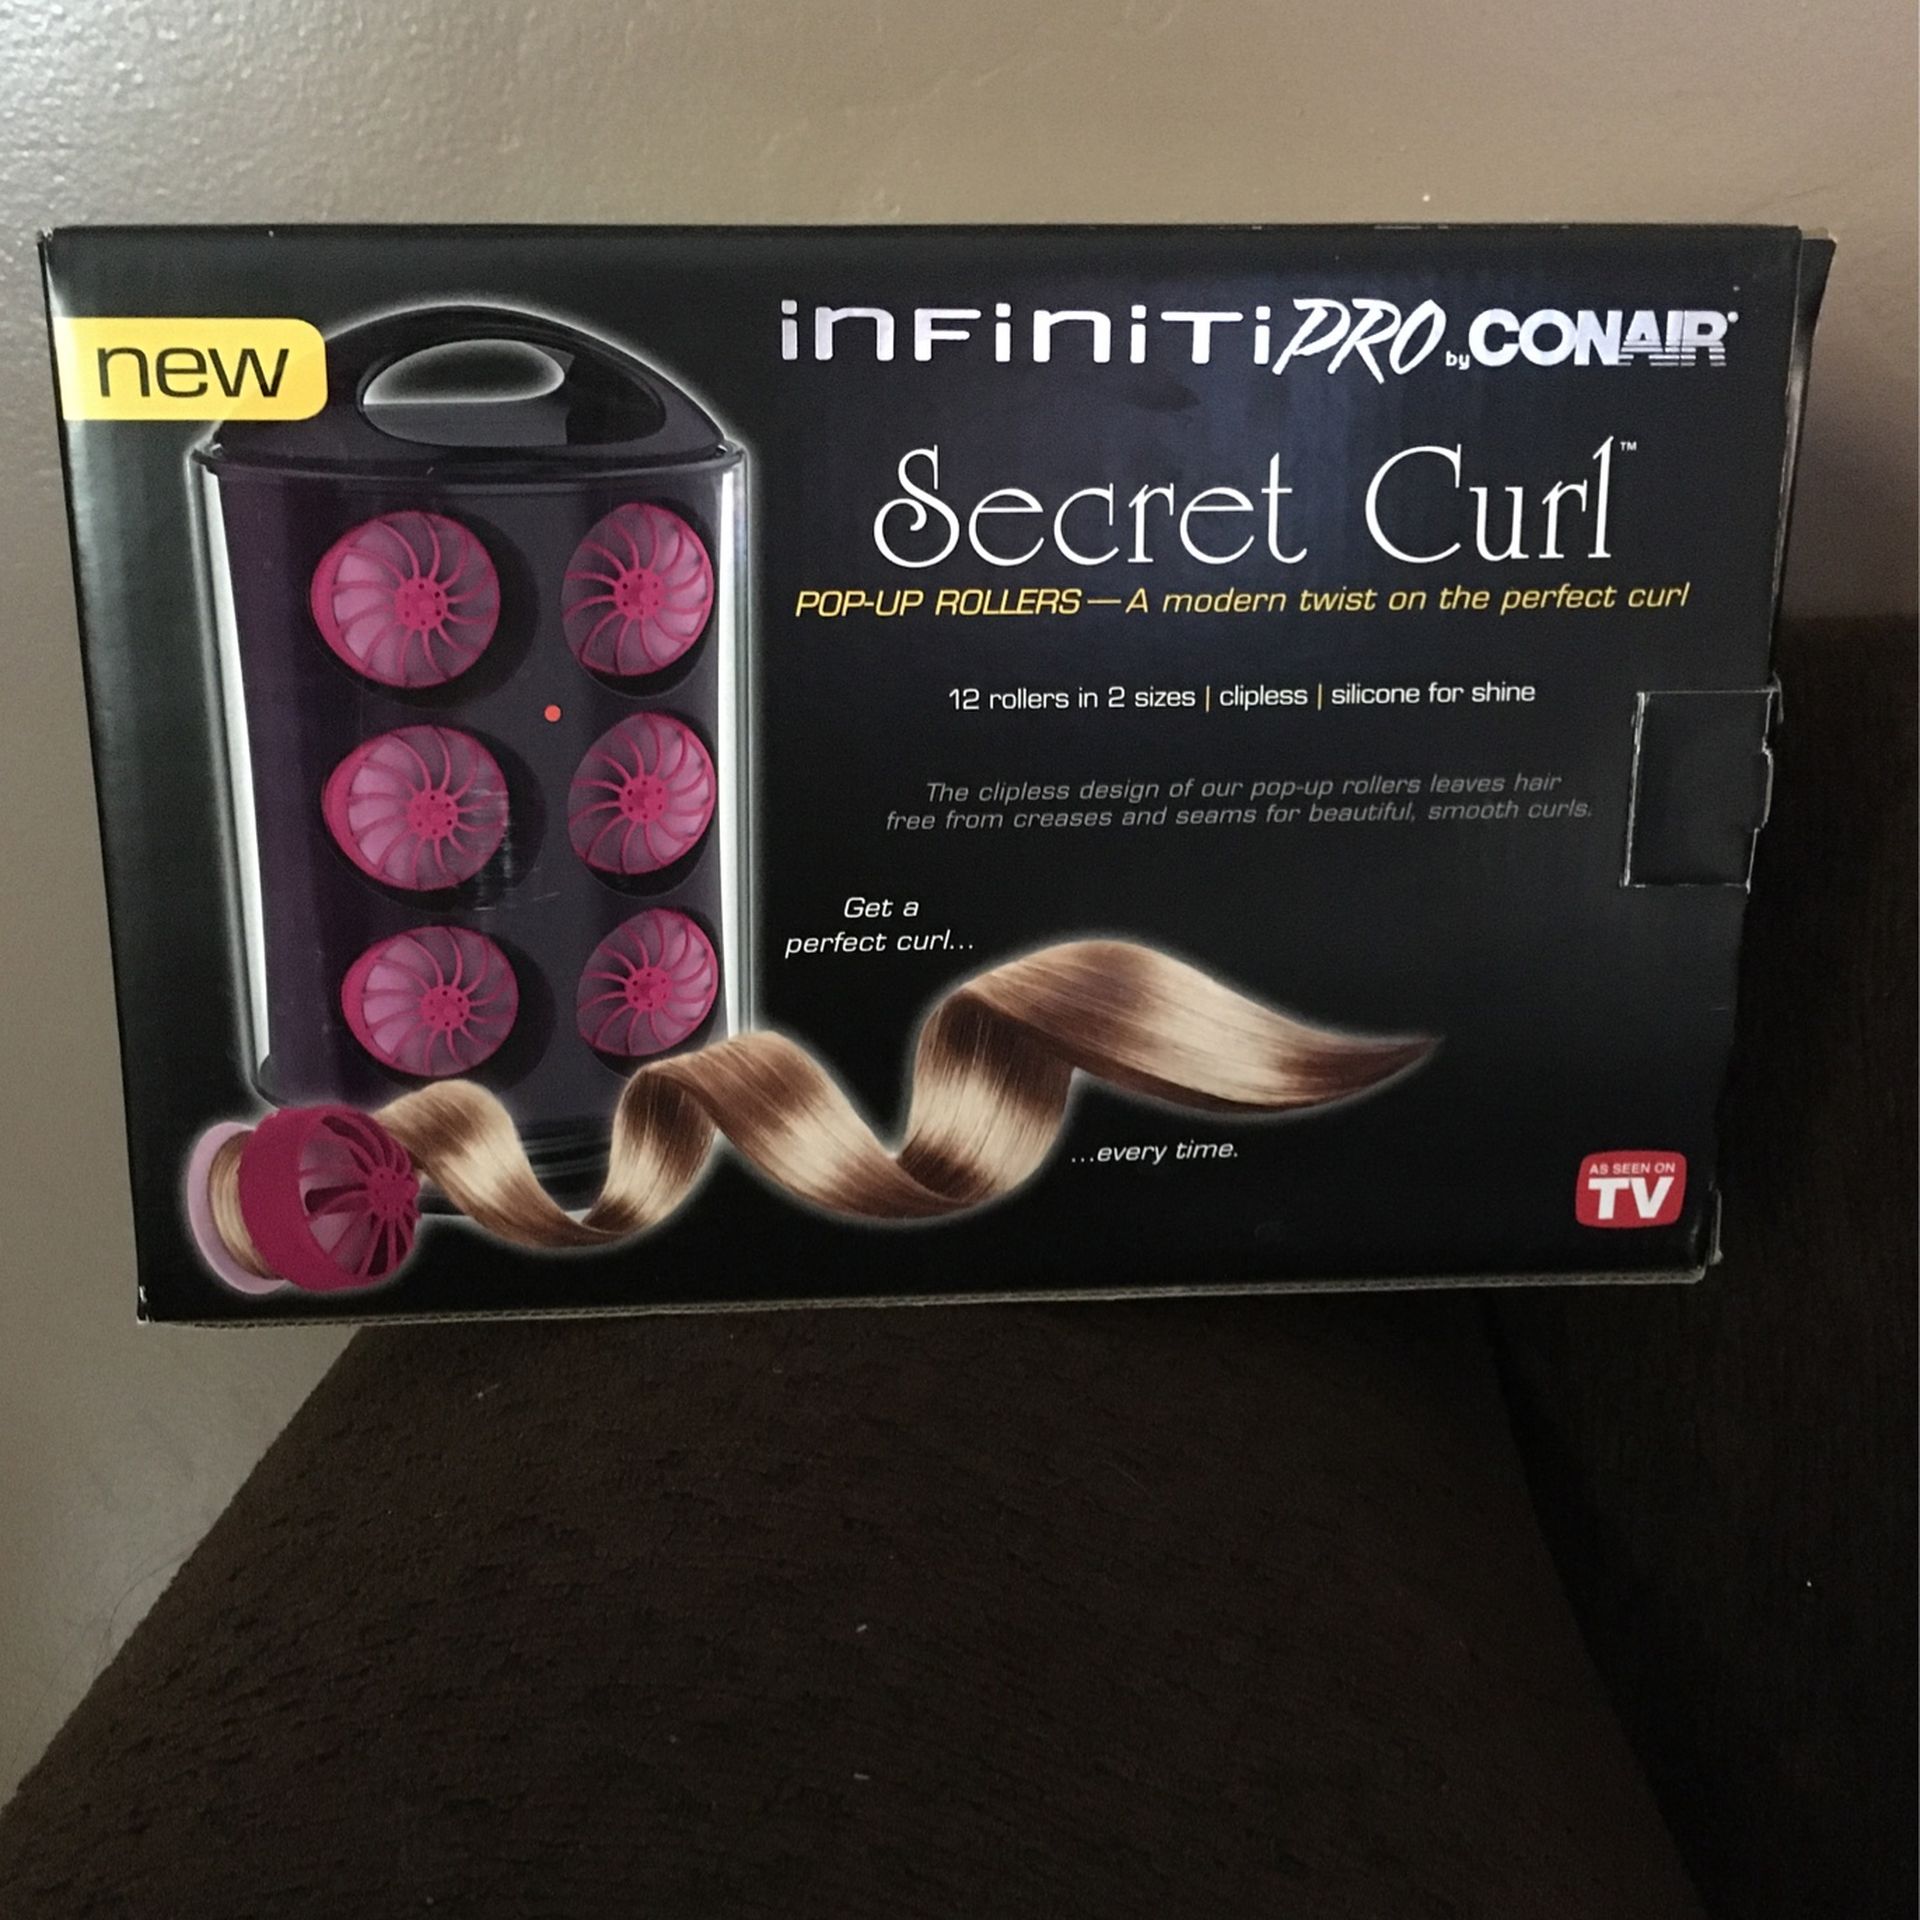 new
inFiniTiPRO by CONAIR®
Secret Curl™
POP-UP ROLLERS — A modern twist on the perfect curl
12 rollers in 2 sizes | clipless | silicone for shine
The clipless design of our pop-up rollers leaves hair
free from creases and seams for beautiful, smooth curls.
Get a
perfect curl...
...every time.
AS SEEN ON
TV